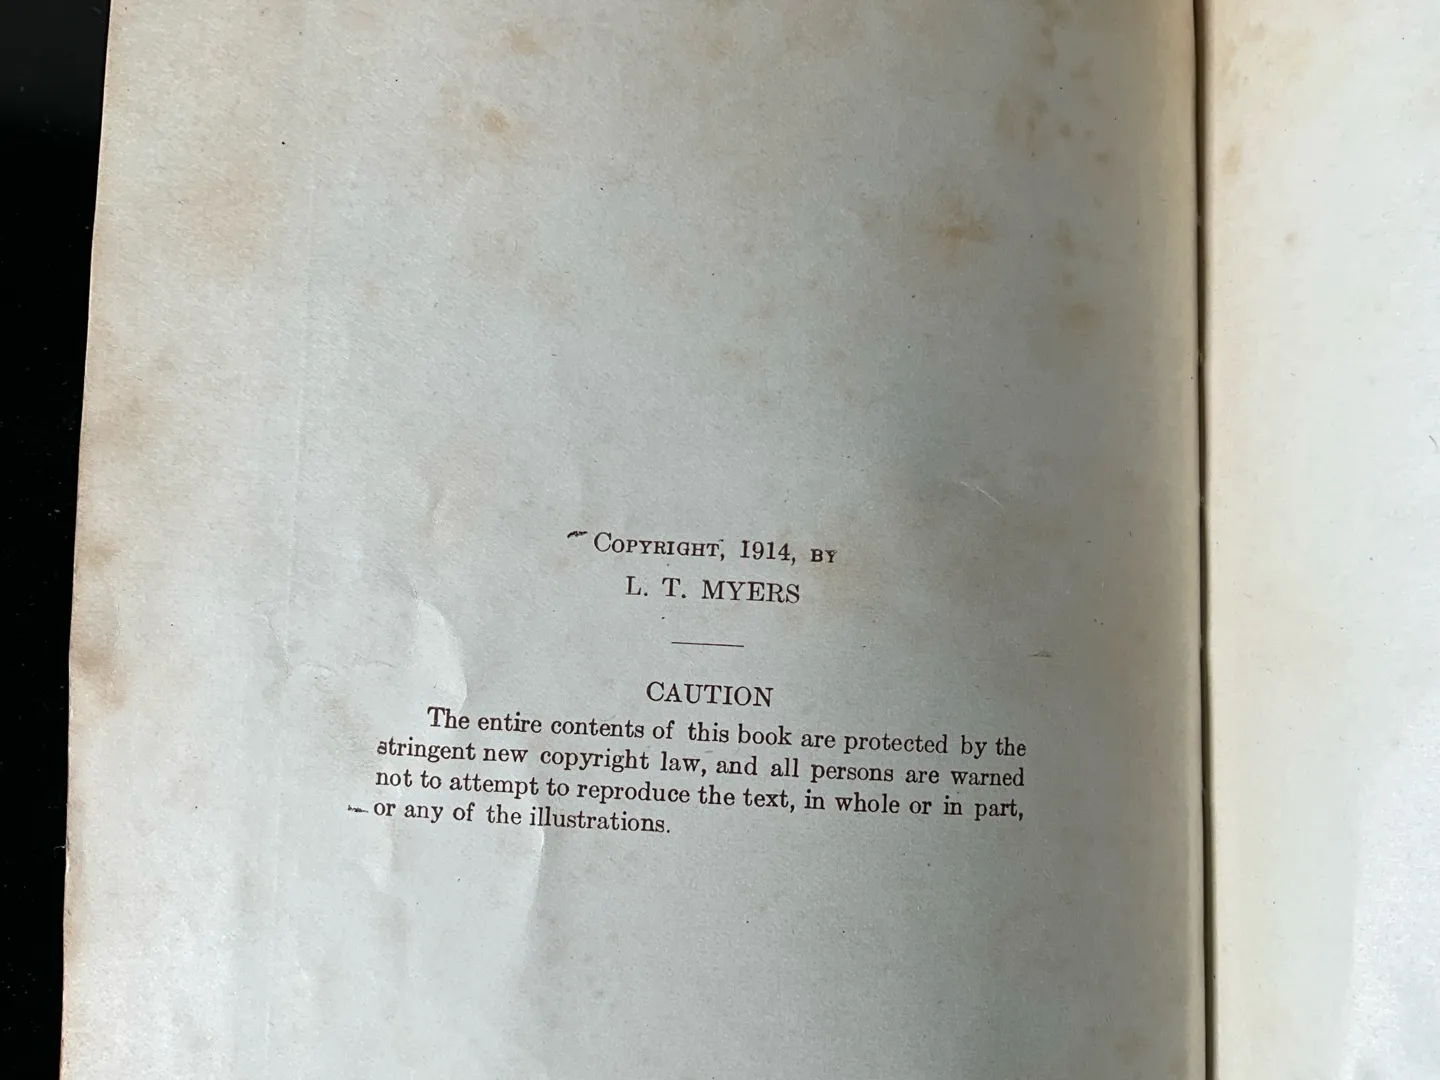 Copyright, 1914, by
L. T. MYERS
CAUTION
The entire contents of this book are protected by the
stringent new copyright law, and all persons are warned
not to attempt to reproduce the text, in whole or in part,
or any of the illustrations.